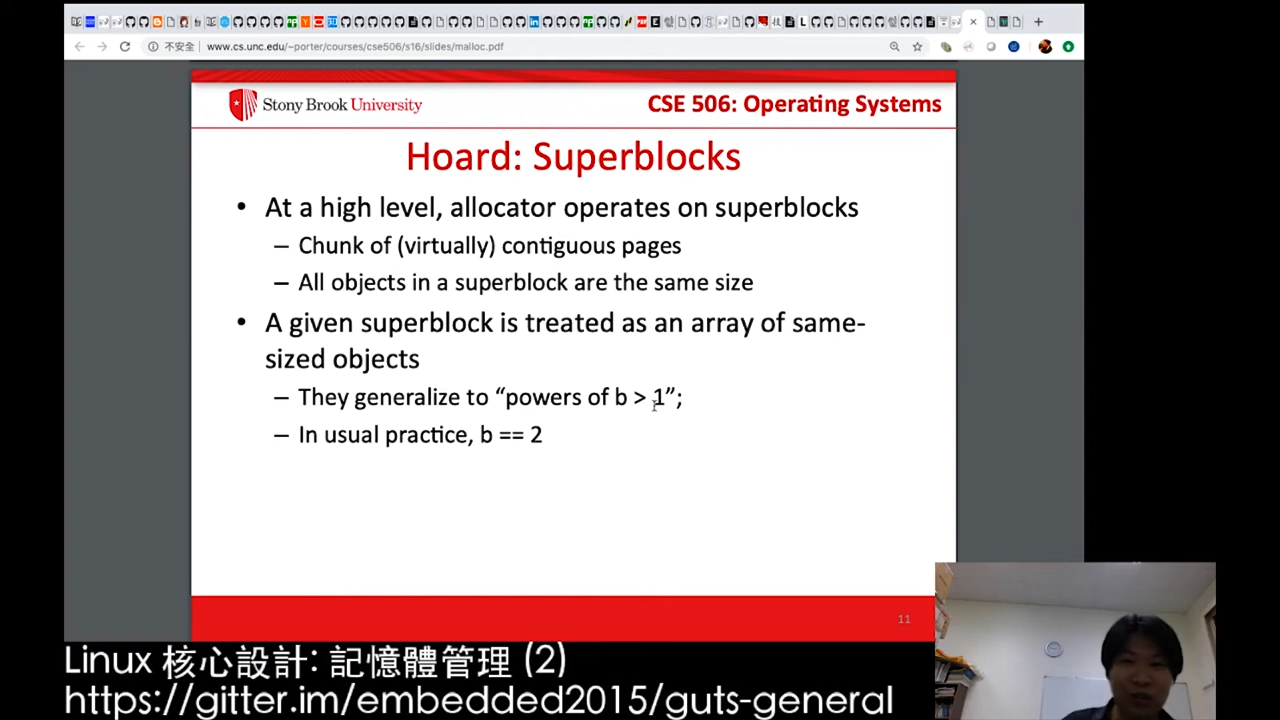 不安全 www.cs.unc.edu/~porter/courses/cse506/s16/slides/malloc.pdf
Stony Brook University
CSE 506: Operating Systems
Hoard: Superblocks
• At a high level, allocator operates on superblocks
– Chunk of (virtually) contiguous pages
– All objects in a superblock are the same size
• A given superblock is treated as an array of same-
sized objects
– They generalize to “powers of b > 1”;
– In usual practice, b == 2
11
Linux 核心設計: 記憶體管理 (2)
https://gitter.im/embedded2015/guts-general